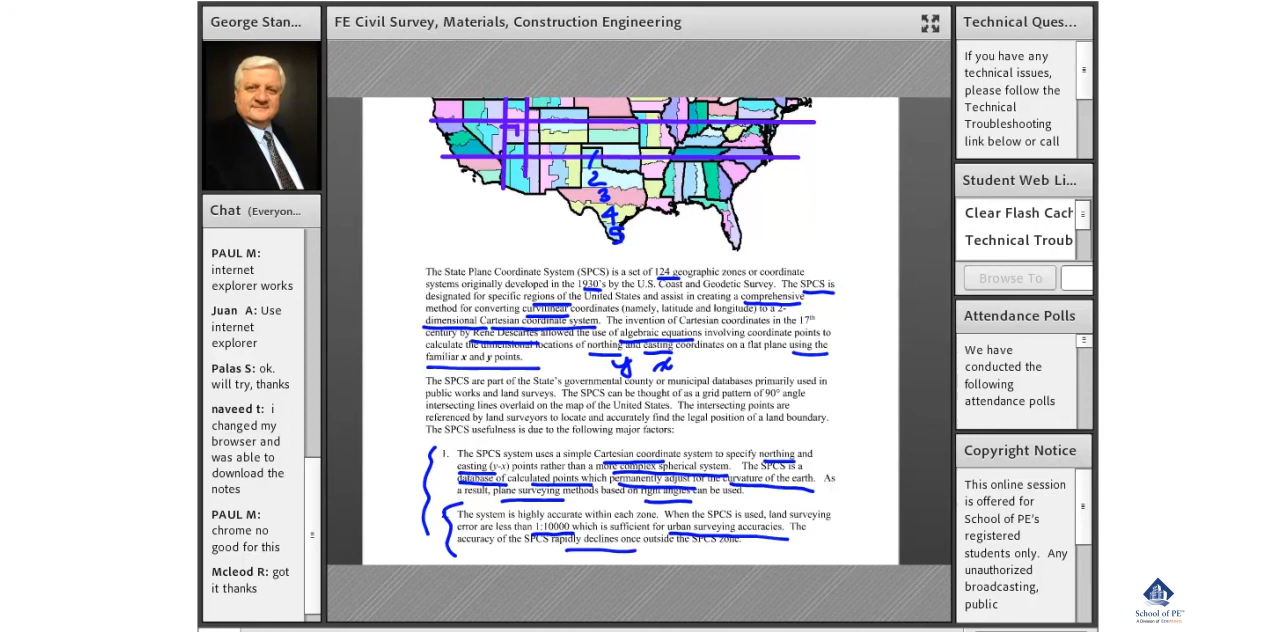 George Stan...
FE Civil Survey, Materials, Construction Engineering
Technical Ques...
If you have any
technical issues,
please follow the
Technical
Troubleshooting
link below or call
Student Web Li...
Clear Flash Cach
Technical Troub
Browse To
Attendance Polls
We have
conducted the
following
attendance polls
Copyright Notice
This online session
is offered for
School of PE's
registered
students only. Any
unauthorized
broadcasting,
public
Chat (Everyon...
PAUL M:
internet
explorer works
Juan A: Use
internet
explorer
Palas S: ok.
will try, thanks
naveed t: i
changed my
browser and
was able to
download the
notes
PAUL M:
chrome no
good for this
Mcleod R: got
it thanks
1
2
3
4
5
The State Plane Coordinate System (SPCS) is a set of 124 geographic zones or coordinate
systems originally developed in the 1930's by the U.S. Coast and Geodetic Survey. The SPCS is
designated for specific regions of the United States and assist in creating a comprehensive
method for converting curvilinear coordinates (namely, latitude and longitude) to a 2-
dimensional Cartesian coordinate system. The invention of Cartesian coordinates in the 17th
century by René Descartes allowed the use of algebraic equations involving coordinate points to
calculate the dimensional locations of northing and easting coordinates on a flat plane using the
familiar x and y points.
y x
The SPCS are part of the State's governmental county or municipal databases primarily used in
public works and land surveys. The SPCS can be thought of as a grid pattern of 90° angle
intersecting lines overlaid on the map of the United States. The intersecting points are
referenced by land surveyors to locate and accurately find the legal position of a land boundary.
The SPCS usefulness is due to the following major factors:
1. The SPCS system uses a simple Cartesian coordinate system to specify northing and
easting (y-x) points rather than a more complex spherical system. The SPCS is a
database of calculated points which permanently adjust for the curvature of the earth. As
a result, plane surveying methods based on right angles can be used.
The system is highly accurate within each zone. When the SPCS is used, land surveying
error are less than 1:10000 which is sufficient for urban surveying accuracies. The
accuracy of the SPCS rapidly declines once outside the SPCS zone.
School of PE